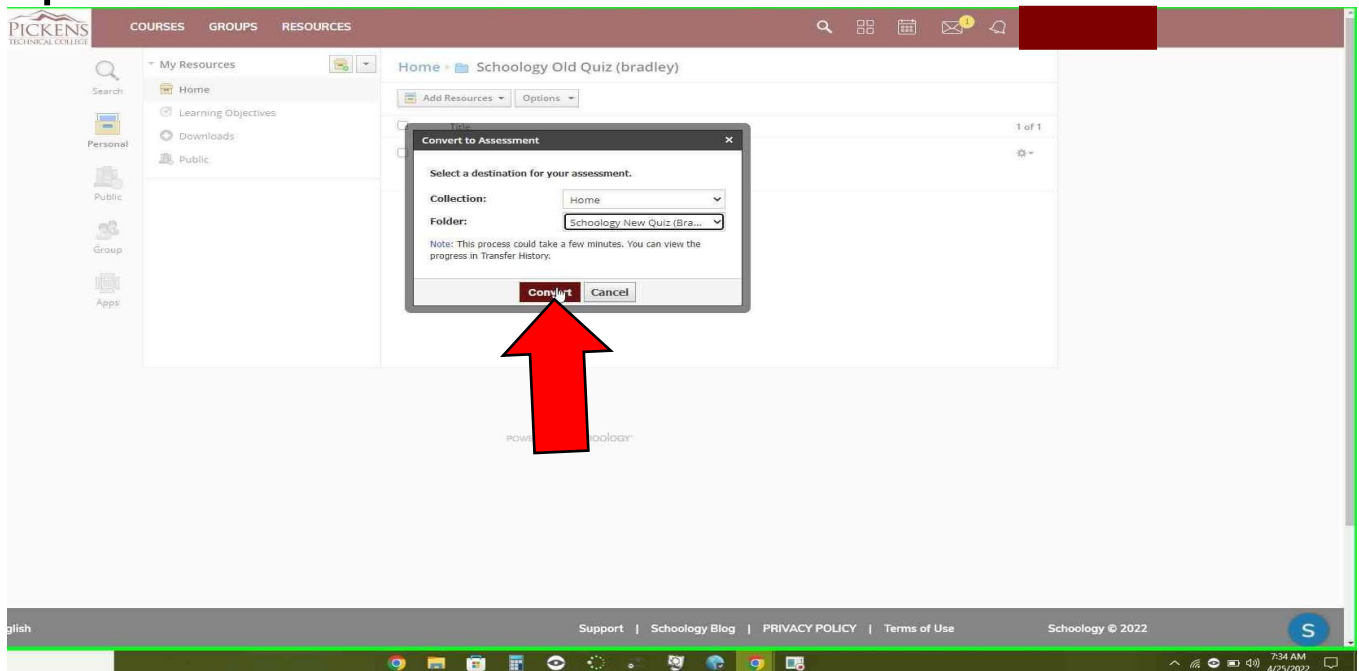 PICKENS
TECHNICAL COLLEGE
COURSES GROUPS RESOURCES
1
Search
Personal
Public
Group
Apps
My Resources
Home
Learning Objectives
Downloads
Public
Home Schoology Old Quiz (bradley)
Add Resources Options
Title 1 of 1
Convert to Assessment ×
Select a destination for your assessment.
Collection: Home
Folder: Schoology New Quiz (Bra...
Note: This process could take a few minutes. You can view the
progress in Transfer History.
Convert Cancel
glish
Support | Schoology Blog | PRIVACY POLICY | Terms of Use Schoology © 2022
S
7:34 AM
4/25/2022